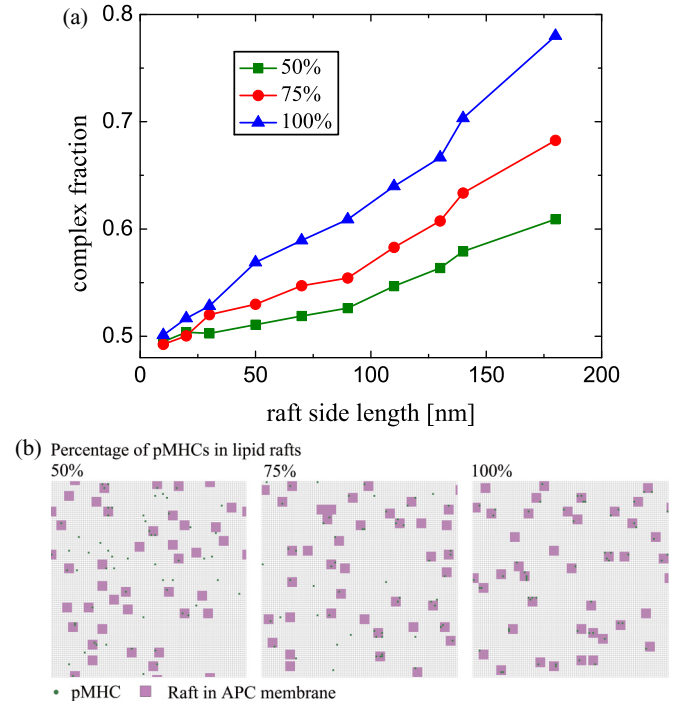 (a)
50%
75%
100%
complex fraction
0.8
0.7
0.6
0.5
0 50 100 150 200
raft side length [nm]
(b) Percentage of pMHCs in lipid rafts
50% 75% 100%
pMHC Raft in APC membrane